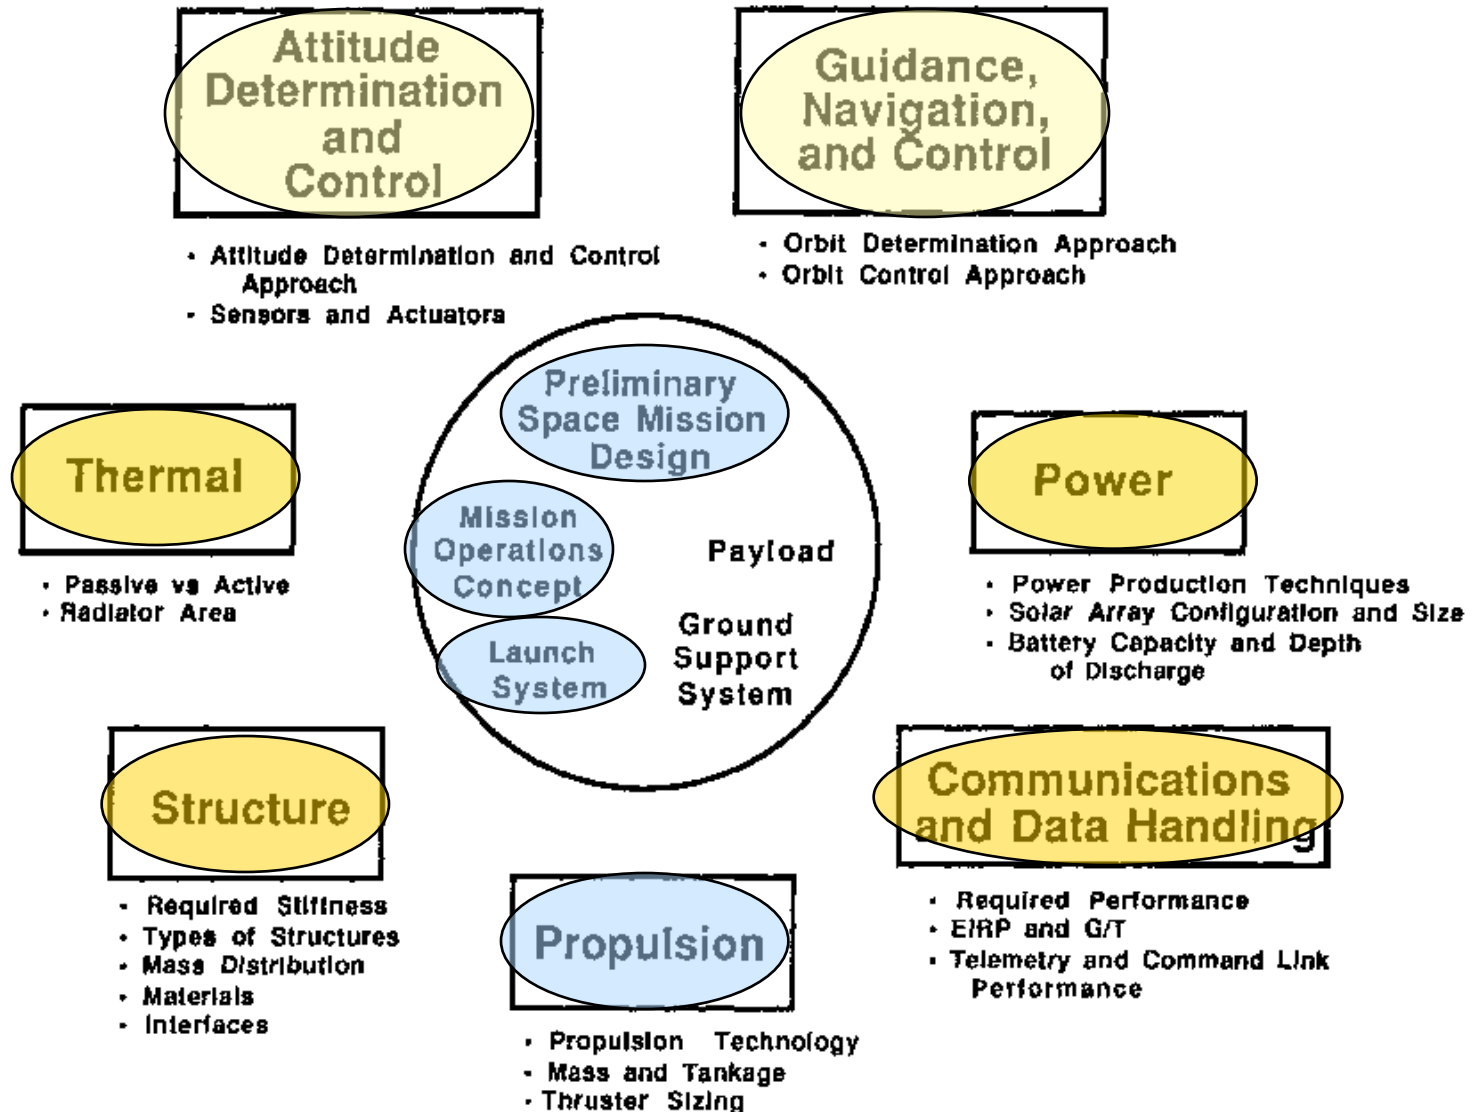 Attitude
Determination
and
Control
Guidance,
Navigation,
and Control
• Attitude Determination and Control
Approach
• Sensors and Actuators
• Orbit Determination Approach
• Orbit Control Approach
Preliminary
Space Mission
Design
Mission
Operations
Concept
Launch
System
Payload
Ground
Support
System
Thermal
• Passive vs Active
• Radiator Area
Power
• Power Production Techniques
• Solar Array Configuration and Size
• Battery Capacity and Depth
of Discharge
Structure
• Required Stiffness
• Types of Structures
• Mass Distribution
• Materials
• Interfaces
Communications
and Data Handling
• Required Performance
• EIRP and G/T
• Telemetry and Command Link
Performance
Propulsion
• Propulsion Technology
• Mass and Tankage
• Thruster Sizing